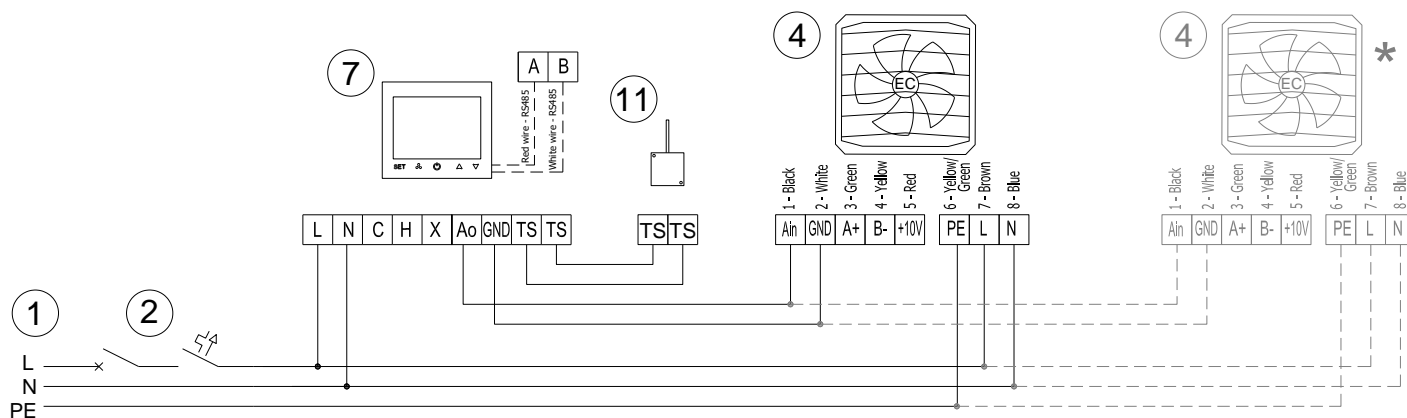 4
4
*
7
A B
11
Red wire - RS485
White wire - RS485
EC
EC
SET
1 - Black
2 - White
3 - Green
4 - Yellow
5 - Red
6 - Yellow/
Green
7 - Brown
8 - Blue
1 - Black
2 - White
3 - Green
4 - Yellow
5 - Red
6 - Yellow/
Green
7 - Brown
8 - Blue
L N C H X Ao GND TS TS
TS TS
Ain GND A+ B- +10V
PE L N
Ain GND A+ B- +10V
PE L N
1
2
L
N
PE